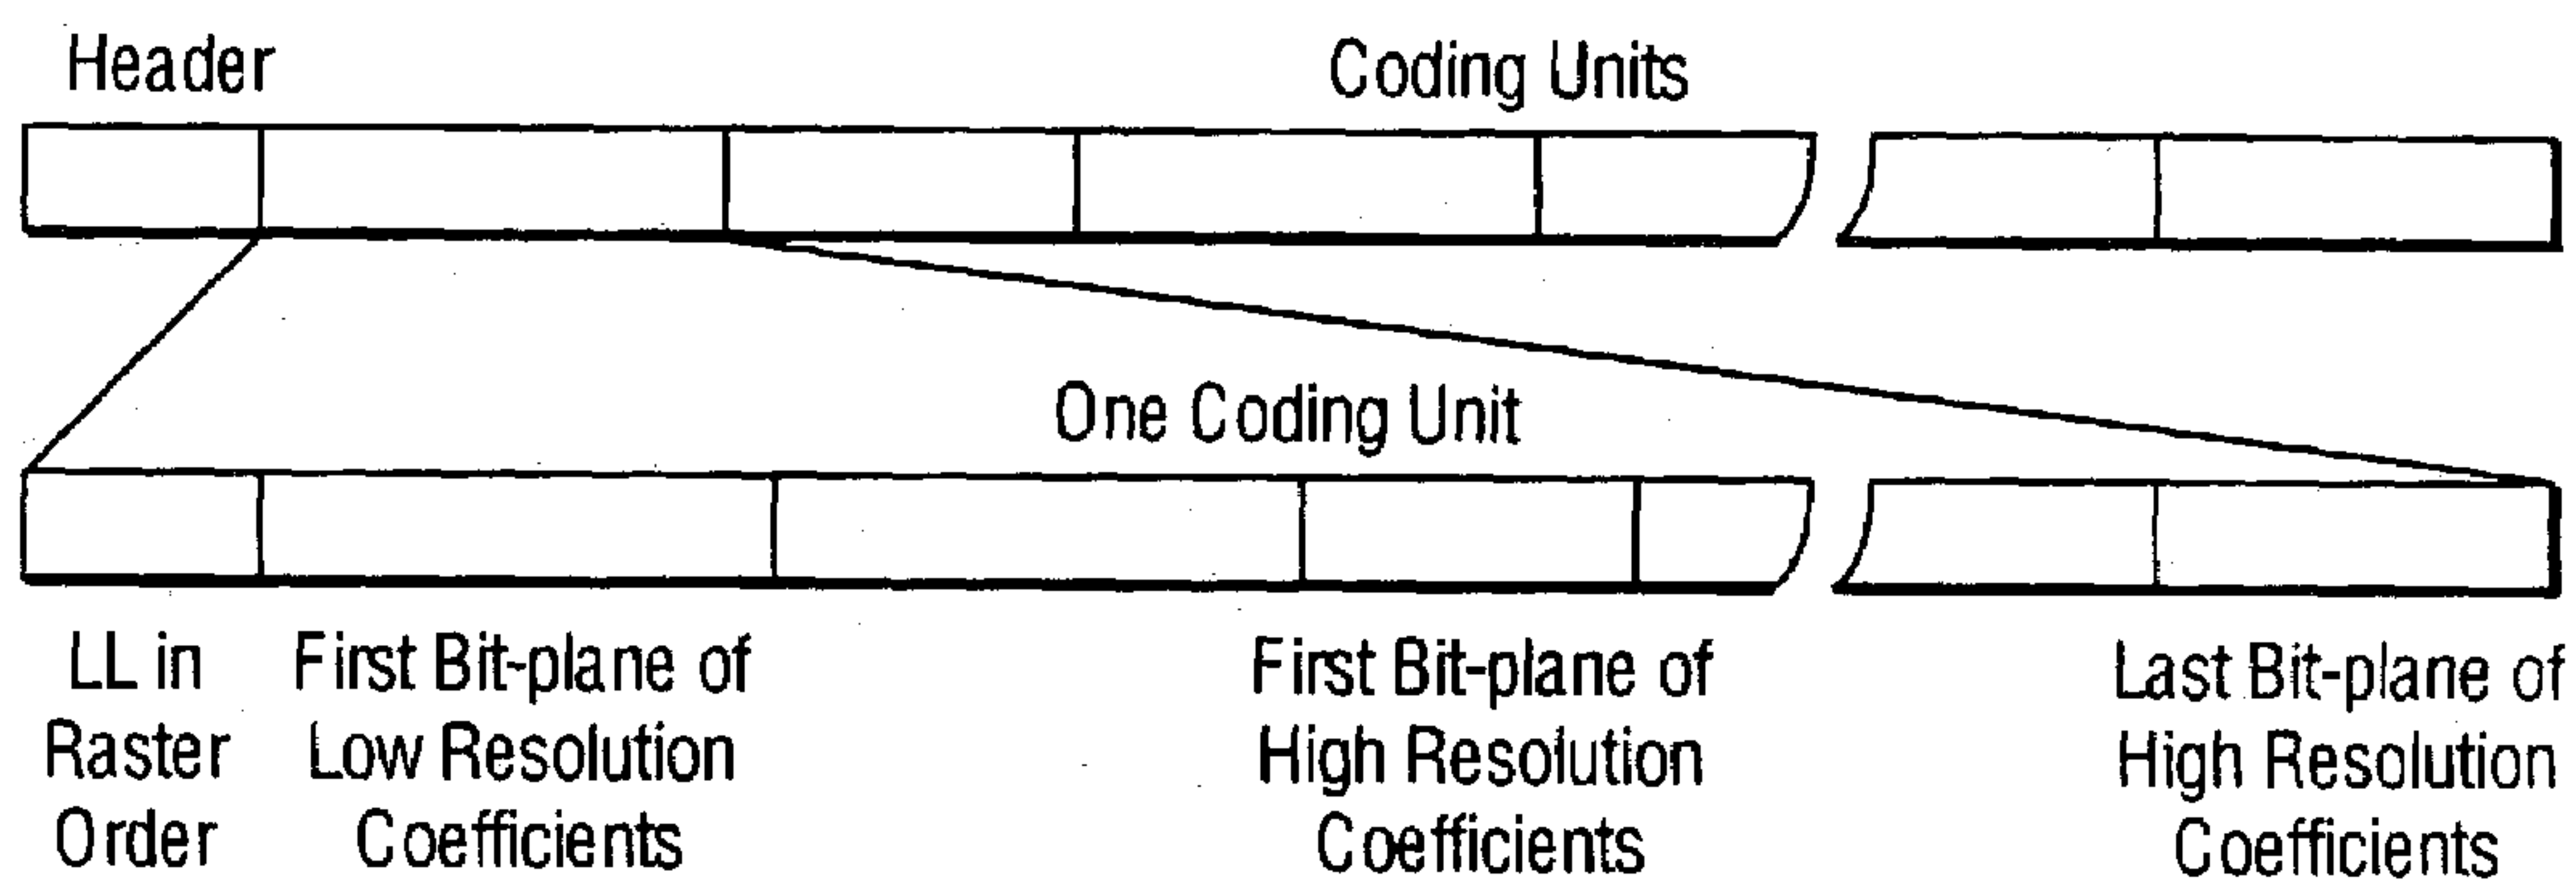 Header
Coding Units
One Coding Unit
LL in
Raster
Order
First Bit-plane of
Low Resolution
Coefficients
First Bit-plane of
High Resolution
Coefficients
Last Bit-plane of
High Resolution
Coefficients